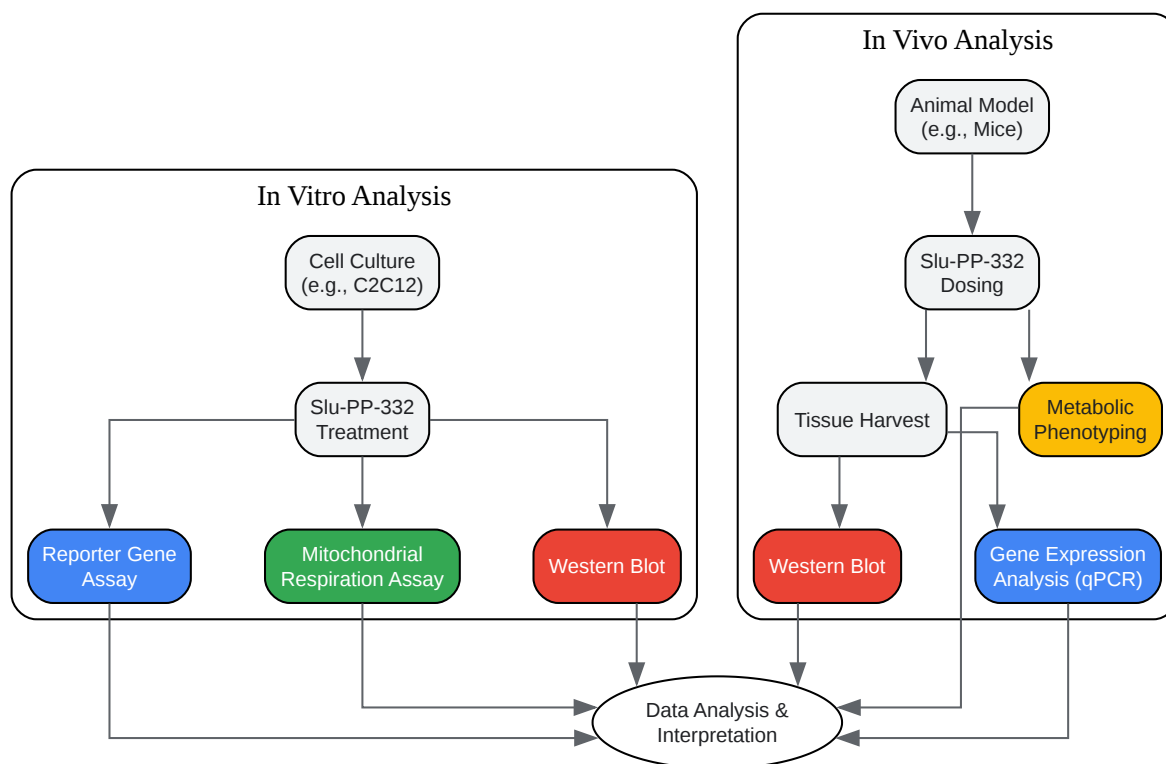 In Vitro Analysis
Cell Culture
(e.g., C2C12)
Slu-PP-332
Treatment
Reporter Gene
Assay
Mitochondrial
Respiration Assay
Western Blot
In Vivo Analysis
Animal Model
(e.g., Mice)
Slu-PP-332
Dosing
Tissue Harvest
Metabolic
Phenotyping
Western Blot
Gene Expression
Analysis (qPCR)
Data Analysis &
Interpretation